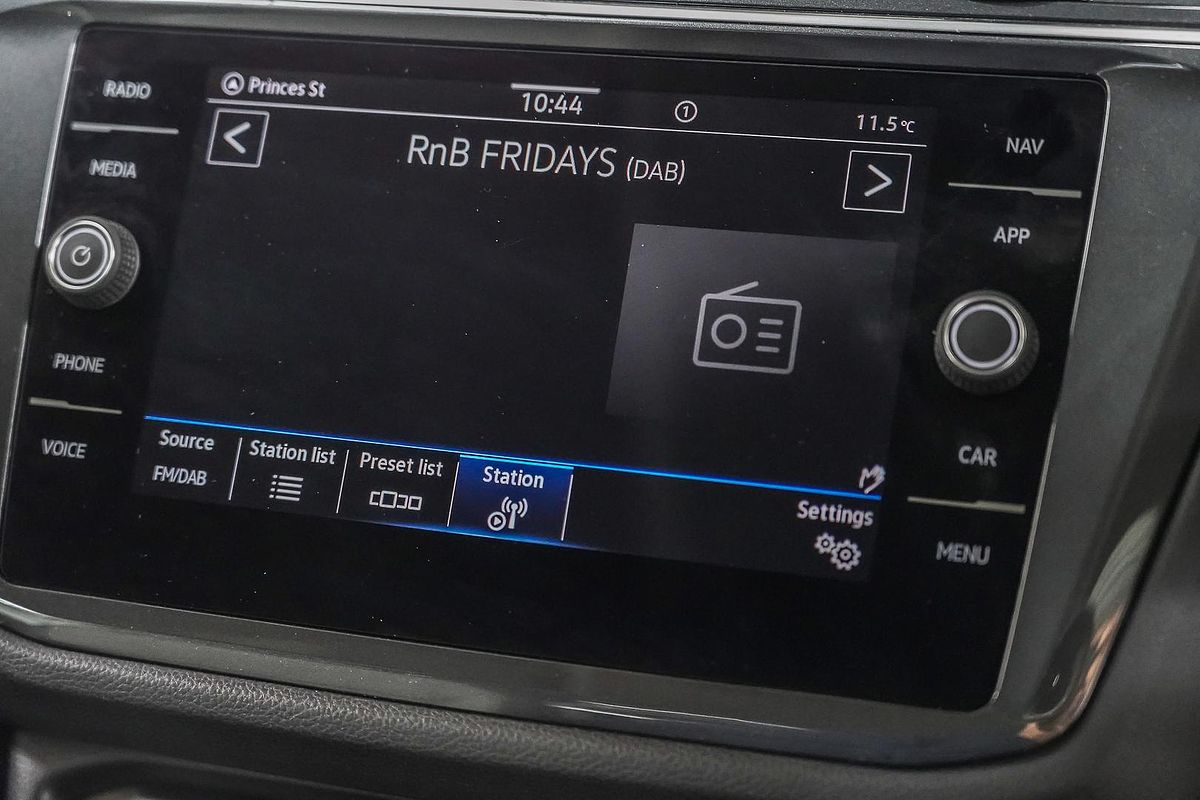 RADIO
MEDIA
PHONE
VOICE
Princes St
10:44
1
11.5°C
<
RnB FRIDAYS (DAB)
>
Source
FM/DAB
Station list
Preset list
Station
Settings
NAV
APP
CAR
MENU